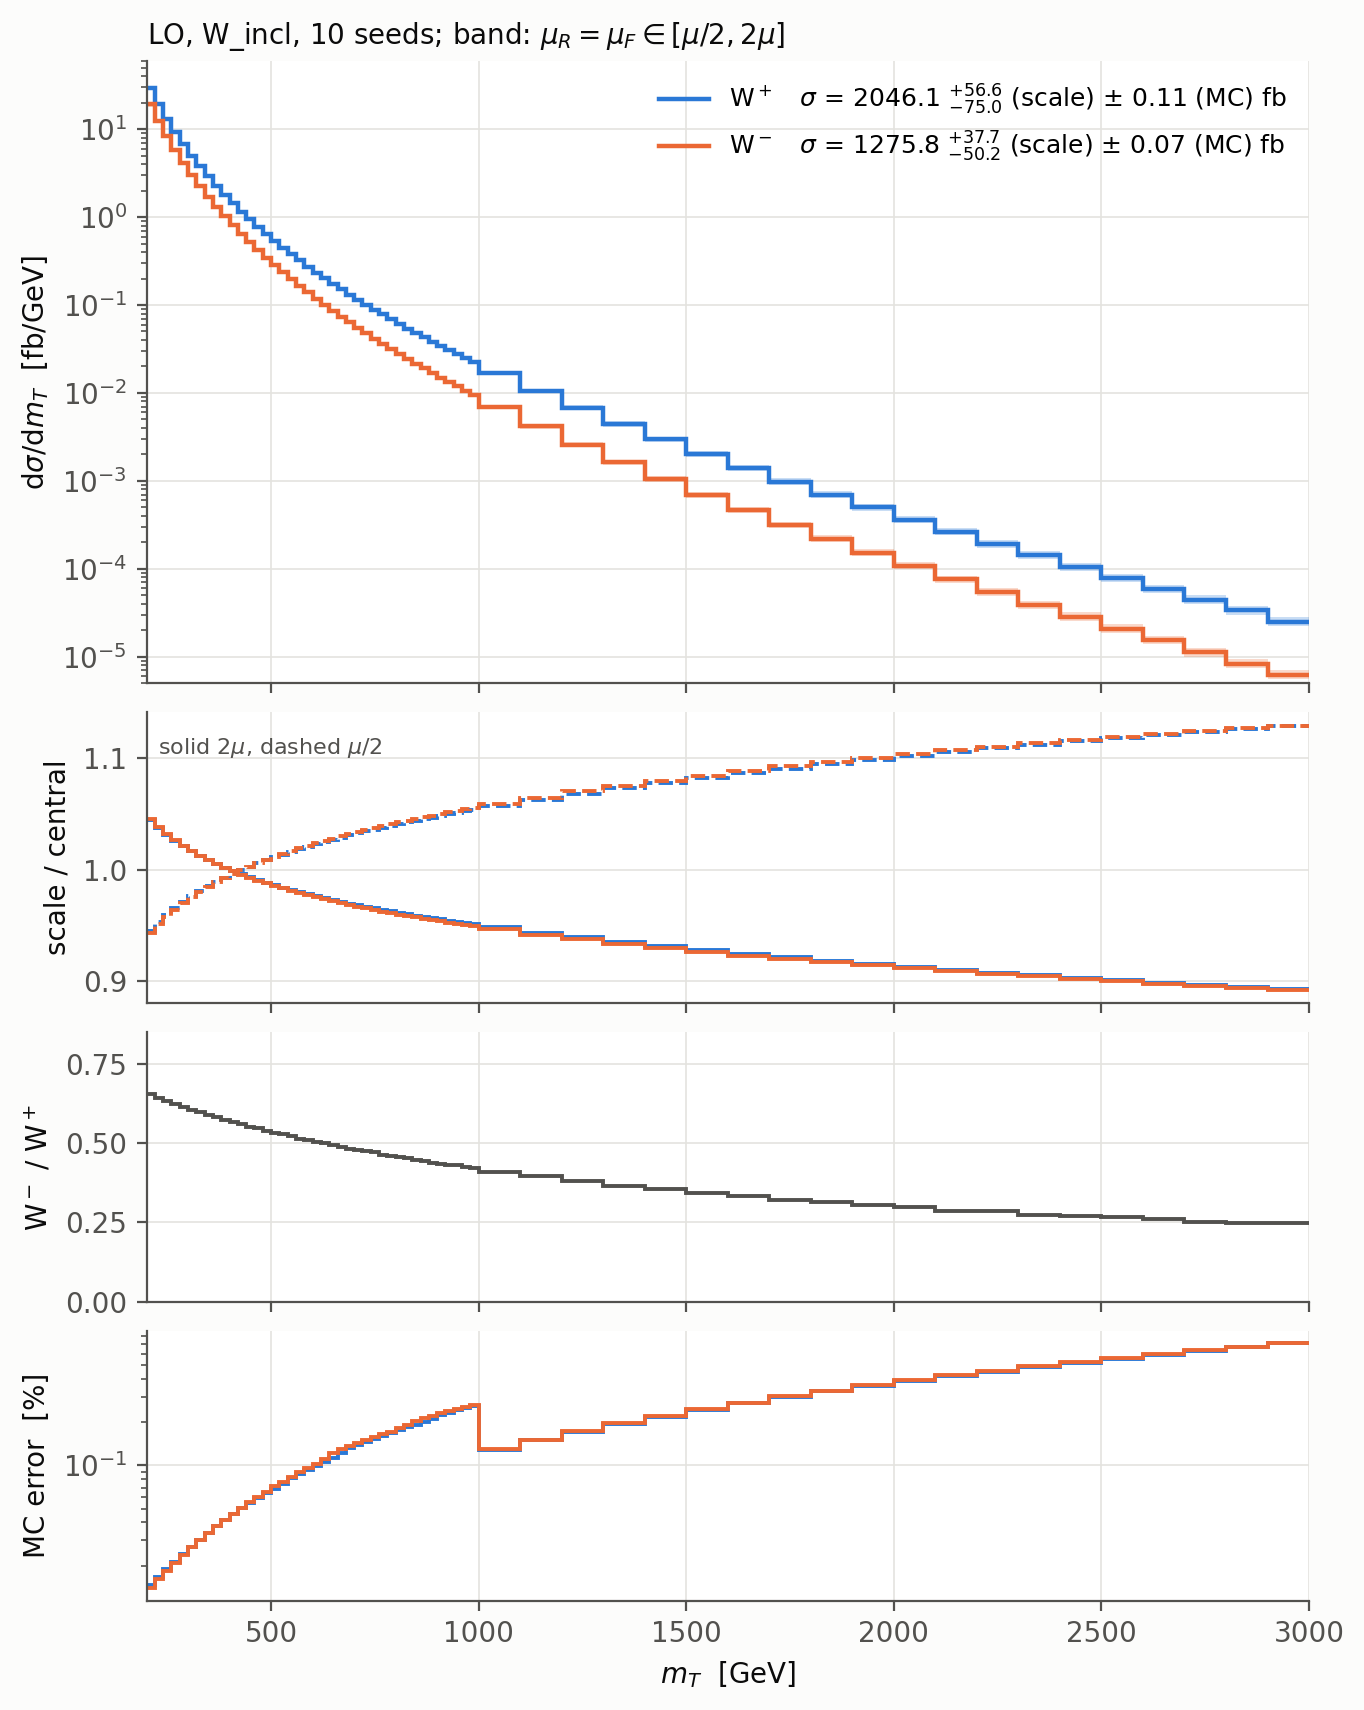 LO, W_incl, 10 seeds; band: μ_R = μ_F ∈ [μ/2, 2μ]
W⁺ σ = 2046.1 +56.6 −75.0 (scale) ± 0.11 (MC) fb
W⁻ σ = 1275.8 +37.7 −50.2 (scale) ± 0.07 (MC) fb
dσ/dm_T [fb/GeV]
10¹
10⁰
10⁻¹
10⁻²
10⁻³
10⁻⁴
10⁻⁵
solid 2μ, dashed μ/2
scale / central
1.1
1.0
0.9
W⁻ / W⁺
0.75
0.50
0.25
0.00
MC error [%]
10⁻¹
500 1000 1500 2000 2500 3000
m_T [GeV]